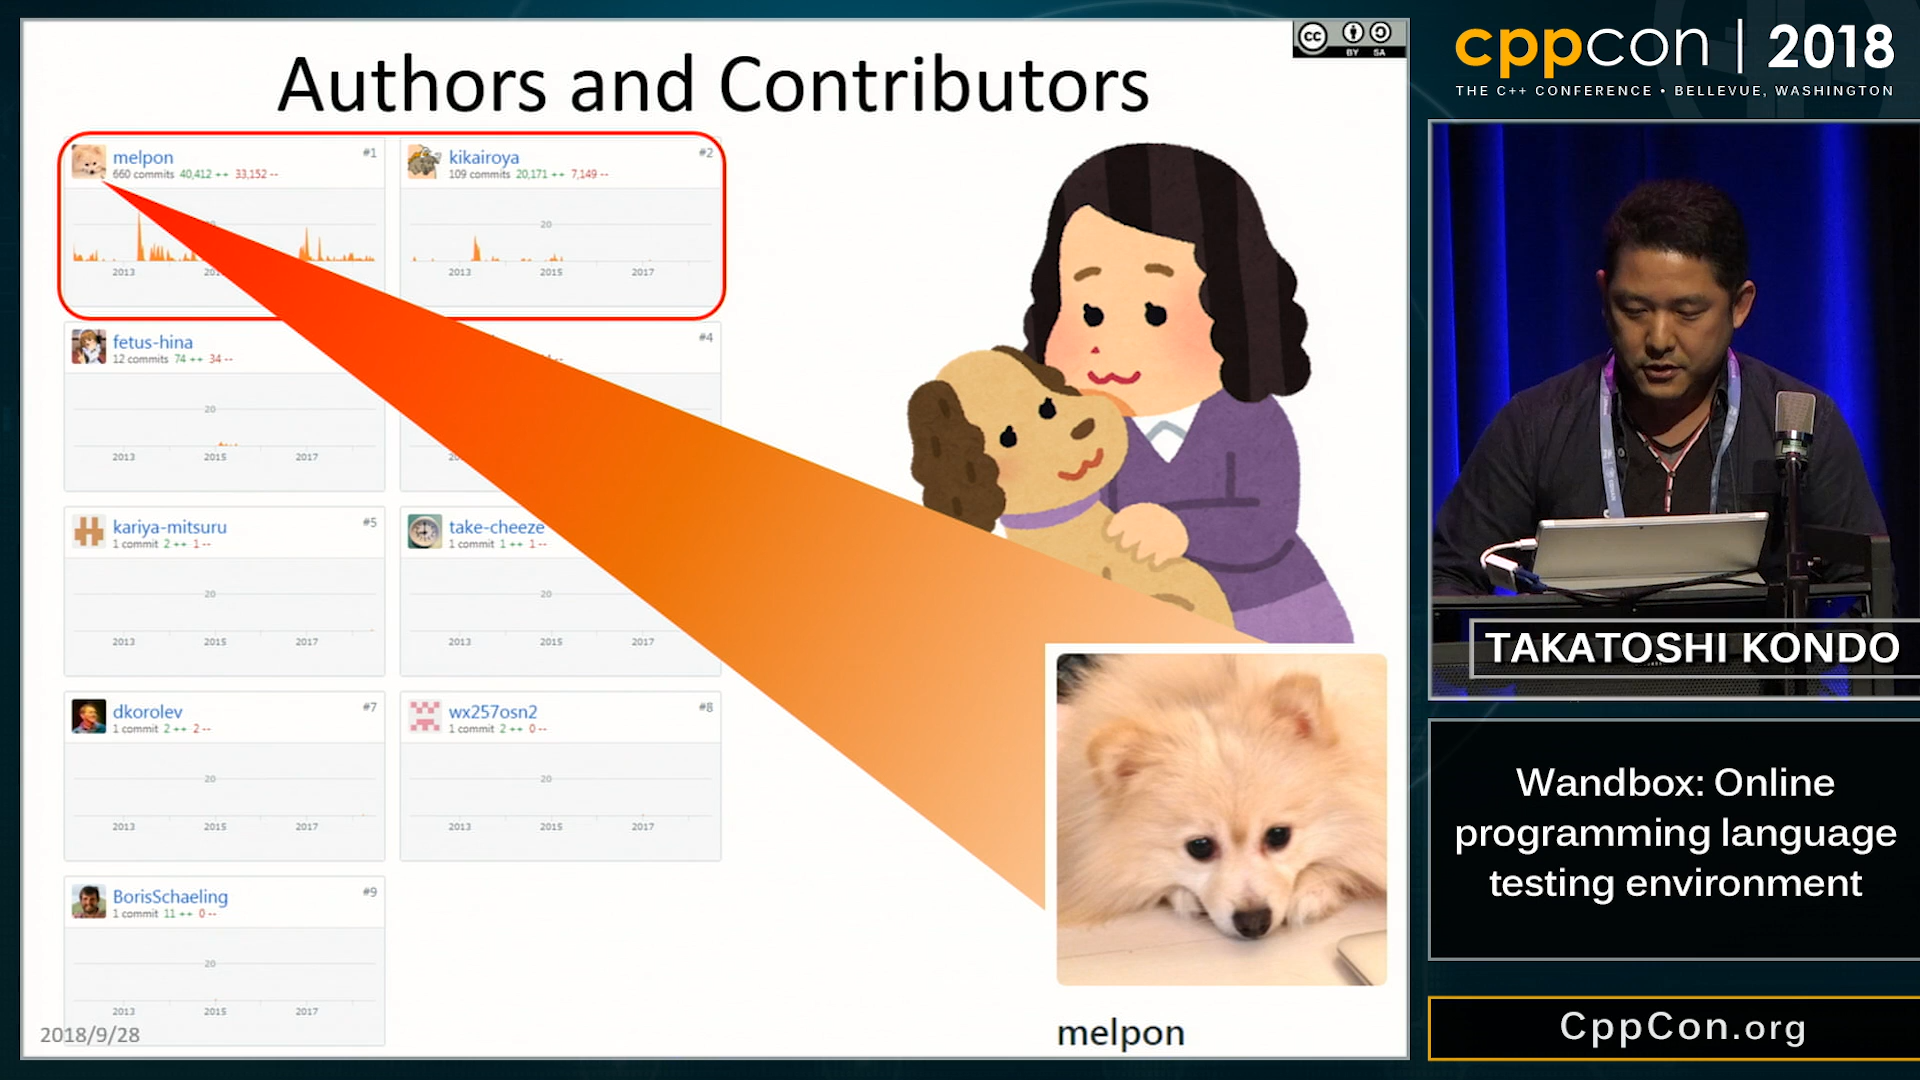 Authors and Contributors
cc BY SA
melpon #1
660 commits 40,412 ++ 33,152 --
2013
kikairoya #2
109 commits 20,171 ++ 7,149 --
20
2013 2015 2017
fetus-hina
12 commits 74 ++ 34 --
20
2013 2015 2017
#4
kariya-mitsuru #5
1 commit 2 ++ 1 --
20
2013 2015 2017
take-cheeze
1 commit 1 ++ 1 --
20
2013 2015 2017
dkorolev #7
1 commit 2 ++ 2 --
20
2013 2015 2017
wx257osn2 #8
1 commit 2 ++ 0 --
20
2013 2015 2017
BorisSchaeling #9
1 commit 11 ++ 0 --
20
2013 2015 2017
2018/9/28
melpon
cppcon | 2018
THE C++ CONFERENCE • BELLEVUE, WASHINGTON
TAKATOSHI KONDO
Wandbox: Online
programming language
testing environment
CppCon.org